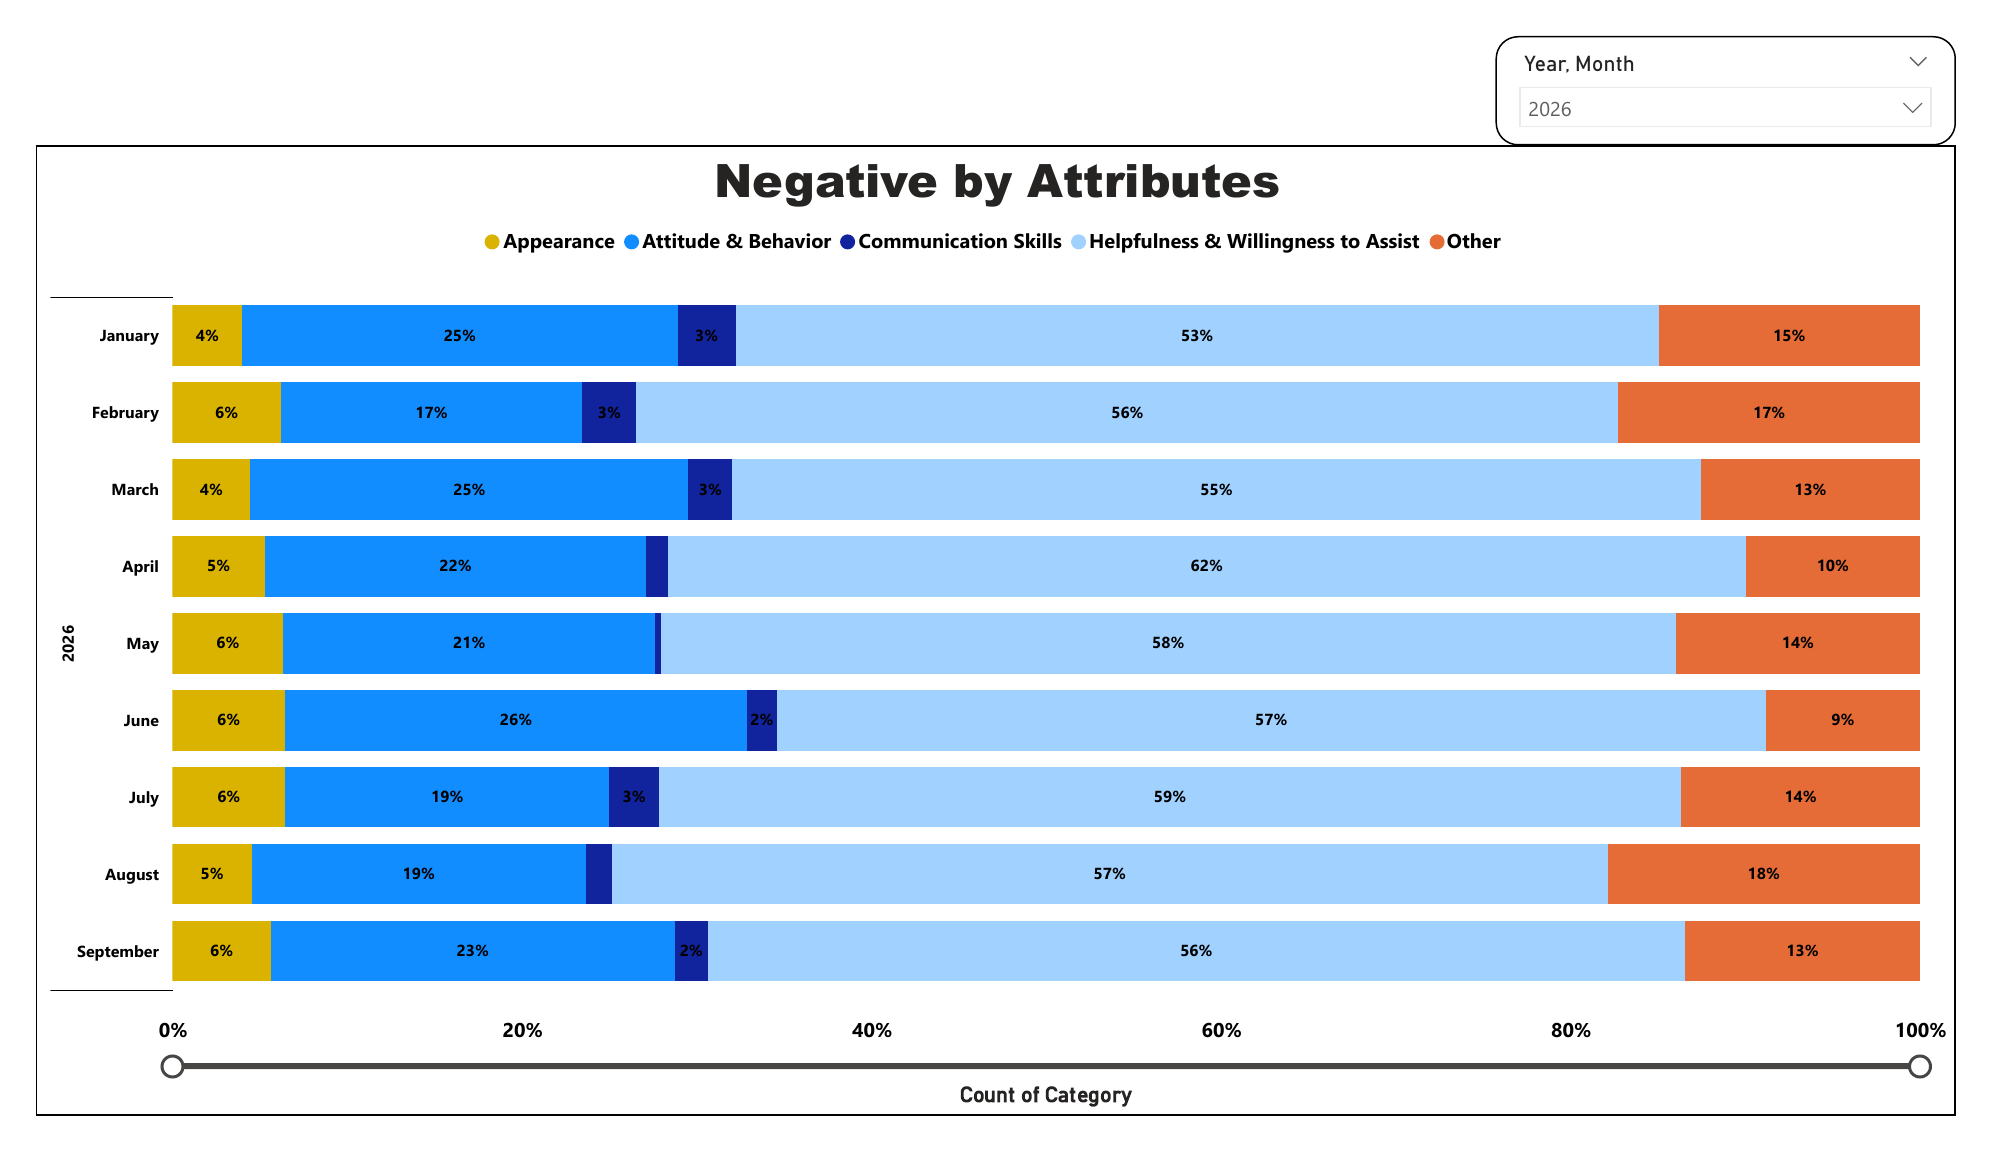 Year, Month
2026
Negative by Attributes
Appearance Attitude & Behavior Communication Skills Helpfulness & Willingness to Assist Other
January 4% 25% 3% 53% 15%
February 6% 17% 3% 56% 17%
March 4% 25% 3% 55% 13%
April 5% 22% 62% 10%
2026
May 6% 21% 58% 14%
June 6% 26% 2% 57% 9%
July 6% 19% 3% 59% 14%
August 5% 19% 57% 18%
September 6% 23% 2% 56% 13%
0% 20% 40% 60% 80% 100%
Count of Category